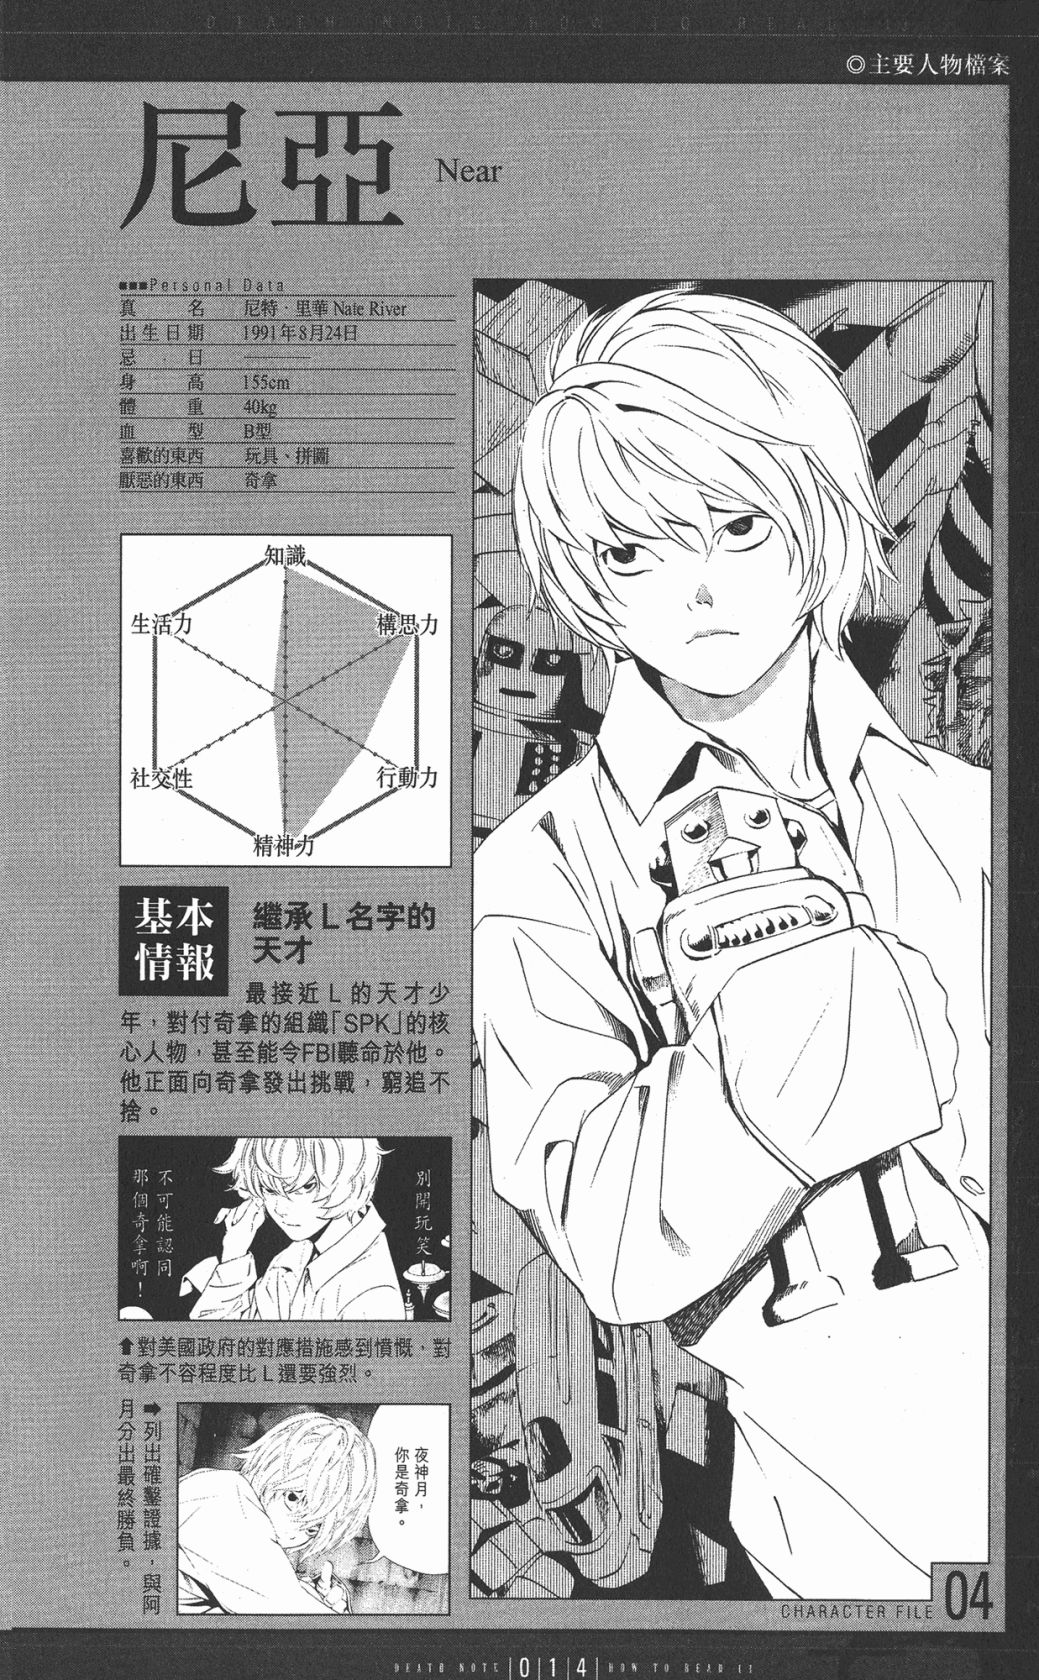 DEATH NOTE HOW TO READ 13
◎主要人物檔案
尼亞
Near
■■■Personal Data
真名 尼特·里華 Nate River
出生日期 1991年8月24日
忌日 ————
身高 155cm
體重 40kg
血型 B型
喜歡的東西 玩具、拼圖
厭惡的東西 奇拿
知識
生活力
構思力
社交性
行動力
精神力
基本
情報
繼承L名字的
天才
最接近L的天才少
年，對付奇拿的組織「SPK」的核
心人物，甚至能令FBI聽命於他。
他正面向奇拿發出挑戰，窮追不
捨。
別開玩笑
不可能認同
那個奇拿啊！
⬆對美國政府的對應措施感到憤慨，對
奇拿不容程度比L還要強烈。
➡列出確鑿證據，與阿
月分出最終勝負。
夜神月，
你是奇拿。
CHARACTER FILE 04
DEATH NOTE |0|1|4| HOW TO READ 13